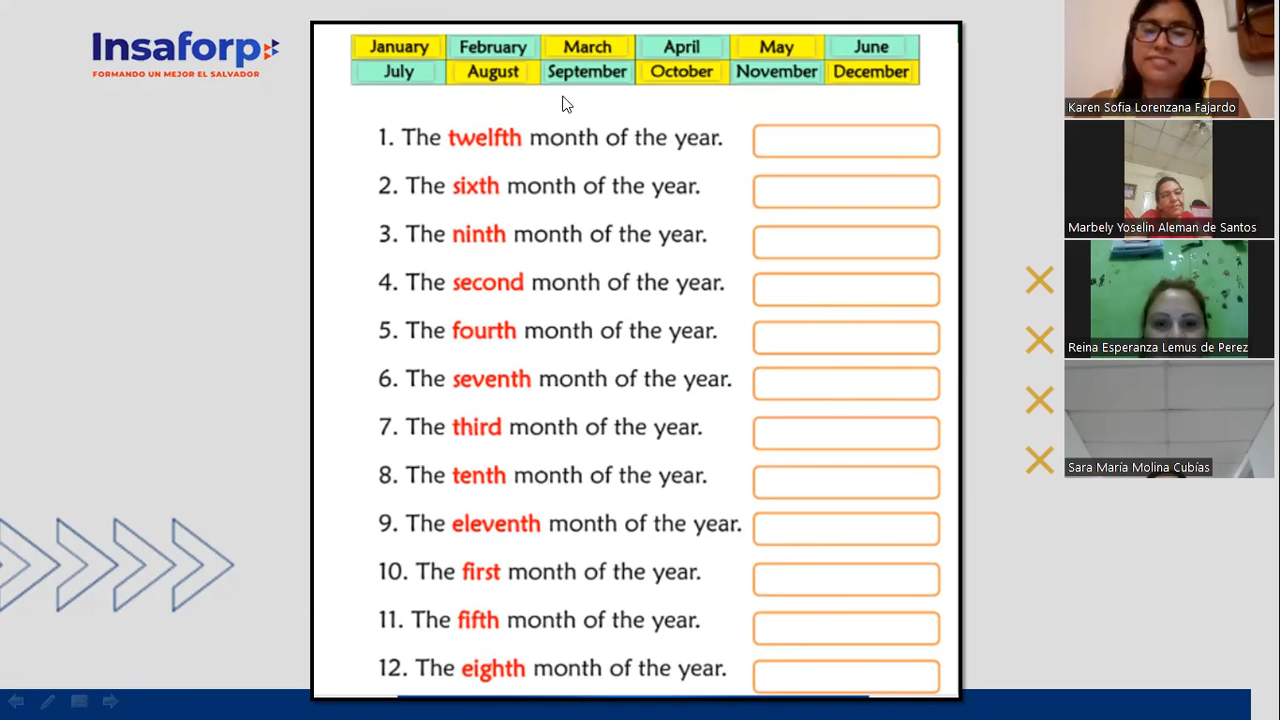 Insaforp
FORMANDO UN MEJOR EL SALVADOR
January February March April May June
July August September October November December
1. The twelfth month of the year.
2. The sixth month of the year.
3. The ninth month of the year.
4. The second month of the year.
5. The fourth month of the year.
6. The seventh month of the year.
7. The third month of the year.
8. The tenth month of the year.
9. The eleventh month of the year.
10. The first month of the year.
11. The fifth month of the year.
12. The eighth month of the year.
Karen Sofia Lorenzana Fajardo
Marbely Yoselin Aleman de Santos
Reina Esperanza Lemus de Perez
Sara María Molina Cubías